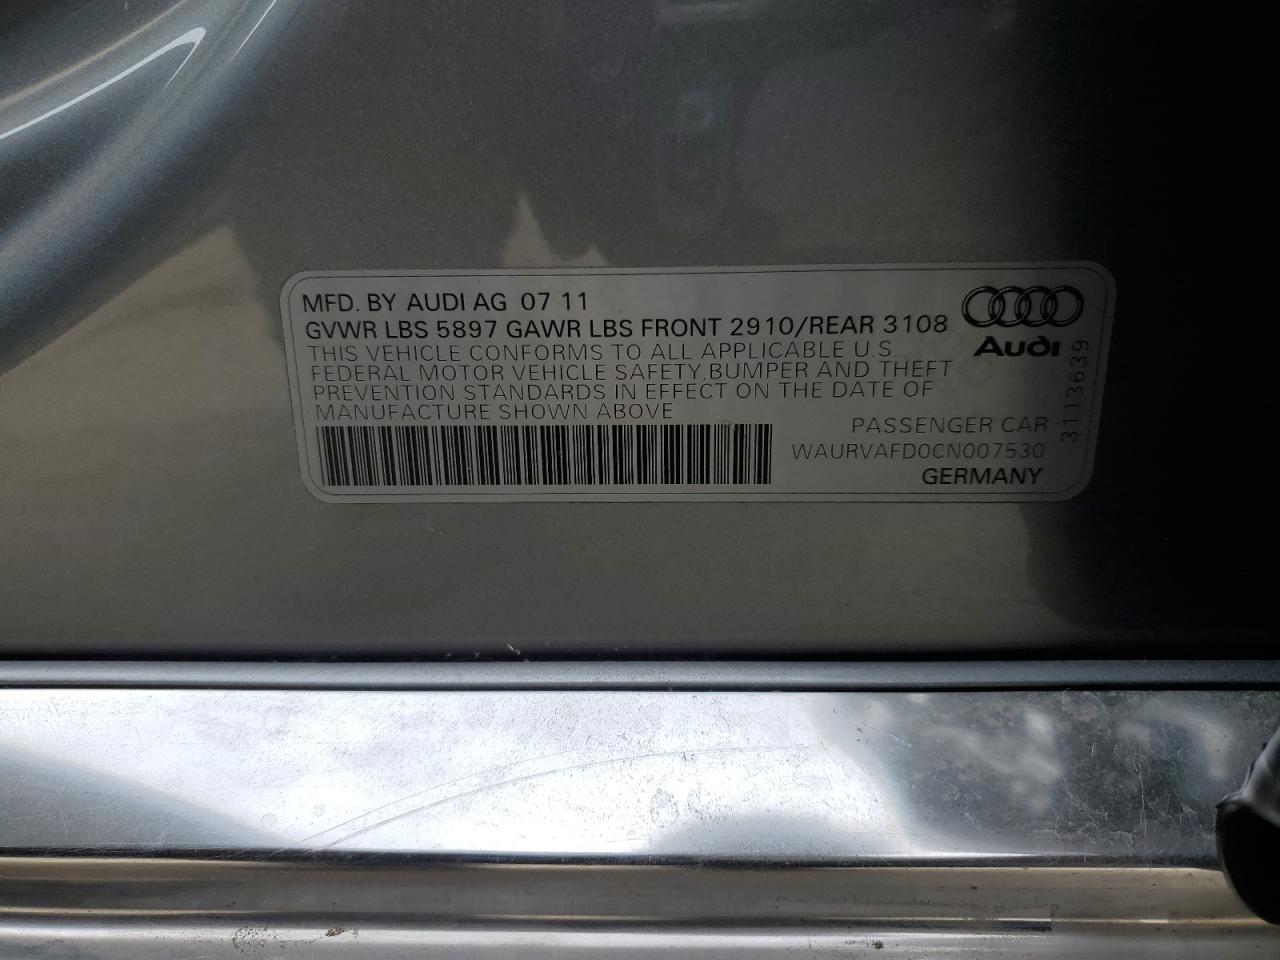 MFD. BY AUDI AG 07 11
GVWR LBS 5897 GAWR LBS FRONT 2910/REAR 3108
THIS VEHICLE CONFORMS TO ALL APPLICABLE U.S.
FEDERAL MOTOR VEHICLE SAFETY, BUMPER AND THEFT
PREVENTION STANDARDS IN EFFECT ON THE DATE OF
MANUFACTURE SHOWN ABOVE
Audi
PASSENGER CAR
WAURVAFD0CN007530
GERMANY
3113639